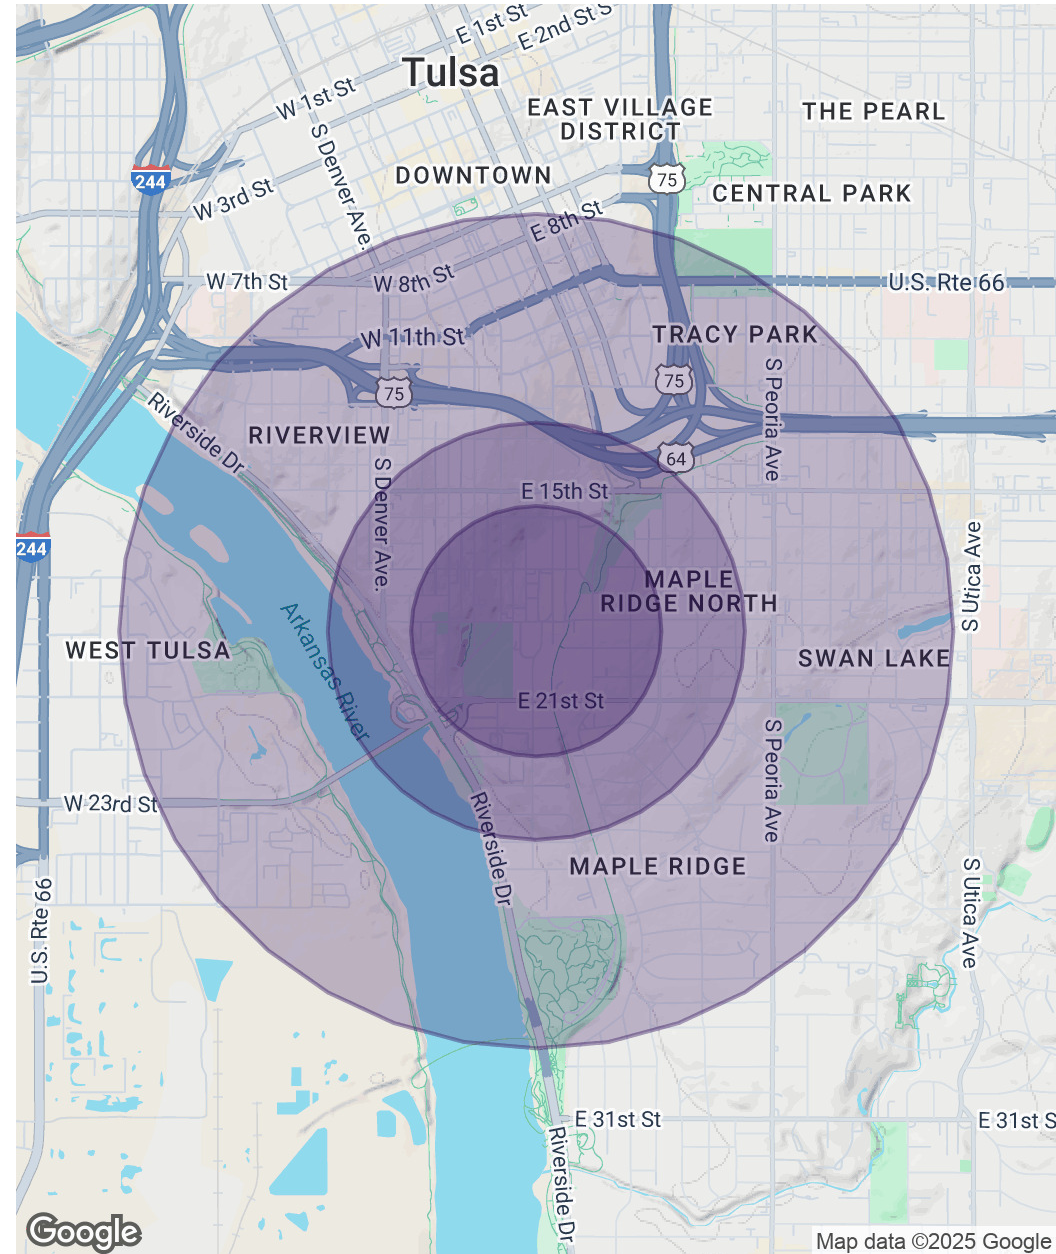 E 1st St
E 2nd St S
Tulsa
W 1st St
EAST VILLAGE
DISTRICT
THE PEARL
S Denver Ave.
244
DOWNTOWN
75
CENTRAL PARK
W 3rd St
E 8th St
W 7th St
W 8th St
U.S. Rte 66
W 11th St
TRACY PARK
75
75
S Peoria Ave
Riverside Dr
RIVERVIEW
64
S Denver Ave.
E 15th St
244
S Utica Ave
MAPLE
RIDGE NORTH
Arkansas River
WEST TULSA
SWAN LAKE
E 21st St
S Peoria Ave
W 23rd St
Riverside Dr
MAPLE RIDGE
S Utica Ave
U.S. Rte 66
E 31st St
E 31st S
Riverside Dr
Google
Map data ©2025 Google